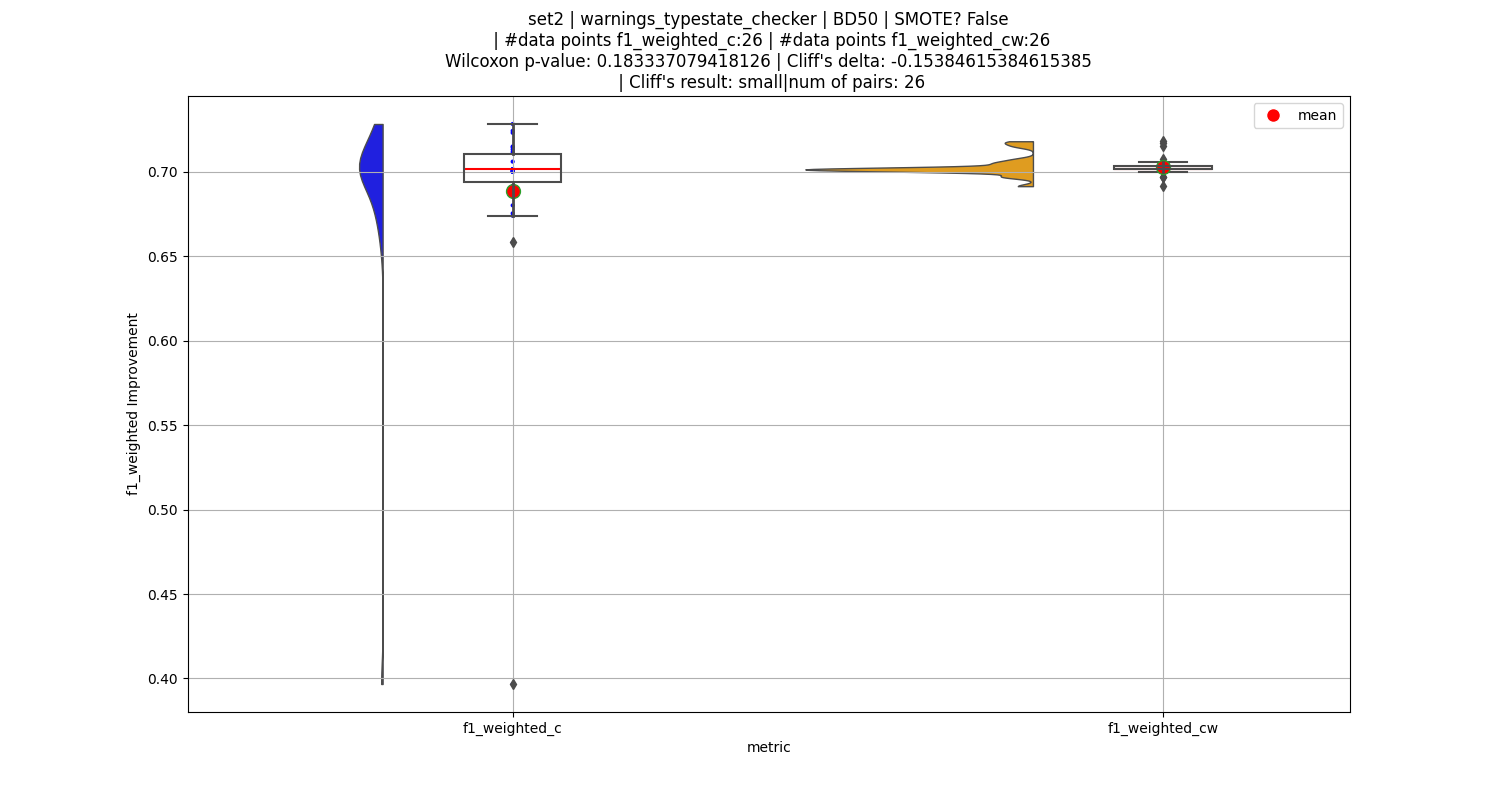 set2 | warnings_typestate_checker | BD50 | SMOTE? False
| #data points f1_weighted_c:26 | #data points f1_weighted_cw:26
Wilcoxon p-value: 0.183337079418126 | Cliff's delta: -0.15384615384615385
| Cliff's result: small|num of pairs: 26
mean
0.70
0.65
0.60
0.55
0.50
0.45
0.40
f1_weighted Improvement
f1_weighted_c
f1_weighted_cw
metric